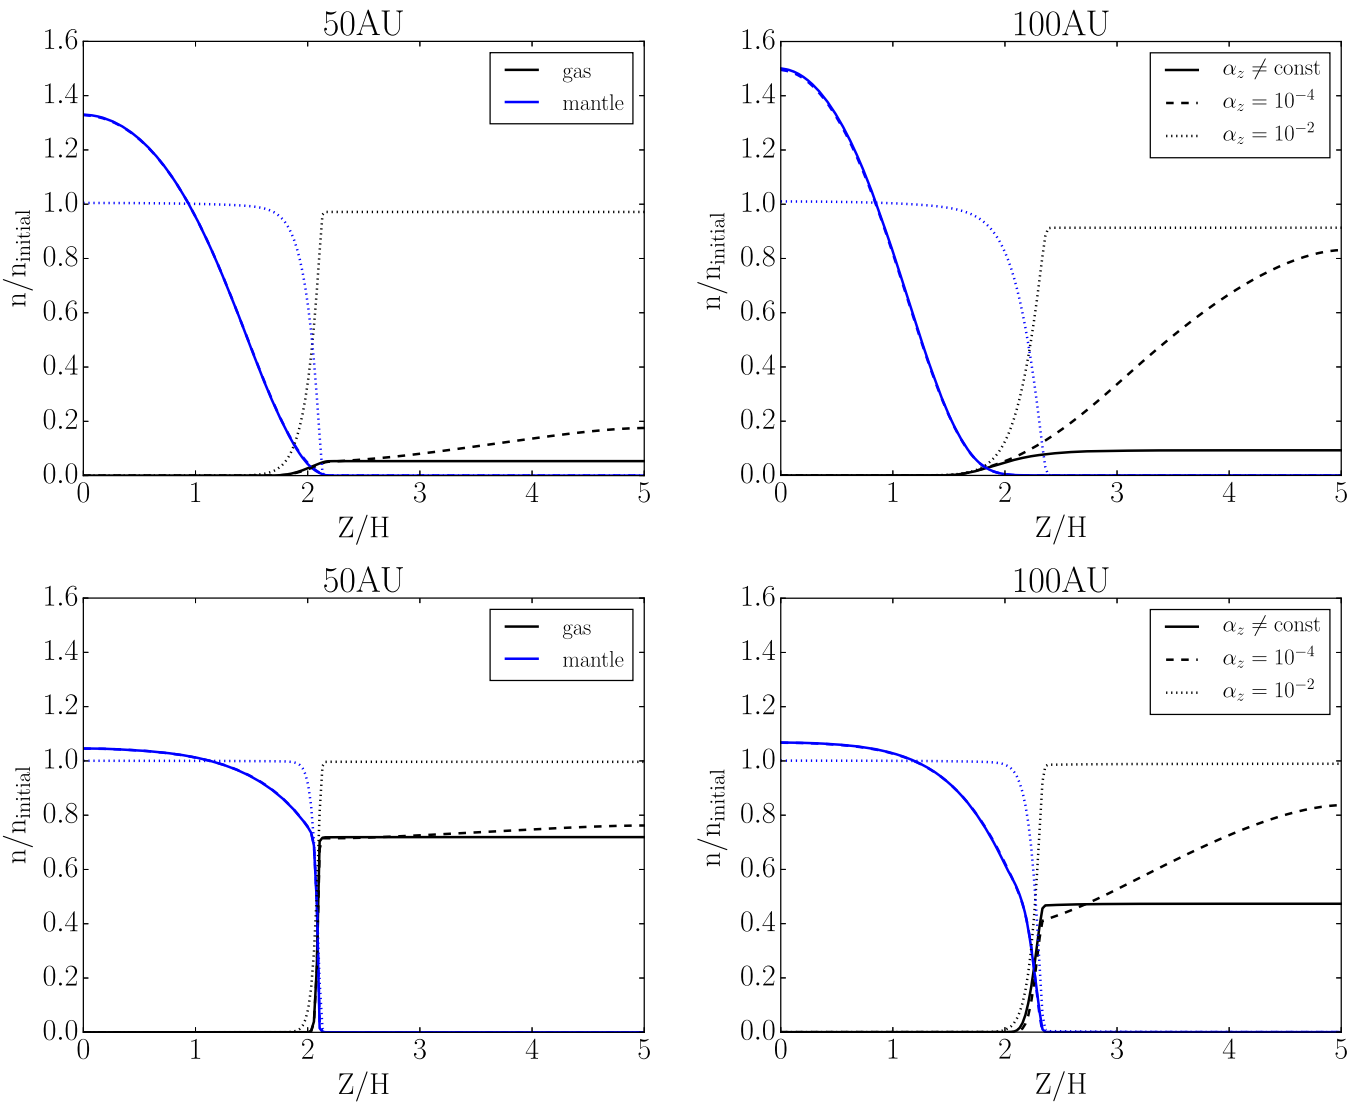 50AU
1.6
1.4
1.2
1.0
0.8
0.6
0.4
0.2
0.0
n/n_initial
0 1 2 3 4 5
Z/H
gas
mantle
100AU
1.6
1.4
1.2
1.0
0.8
0.6
0.4
0.2
0.0
n/n_initial
0 1 2 3 4 5
Z/H
α_z ≠ const
α_z = 10⁻⁴
α_z = 10⁻²
50AU
1.6
1.4
1.2
1.0
0.8
0.6
0.4
0.2
0.0
n/n_initial
0 1 2 3 4 5
Z/H
gas
mantle
100AU
1.6
1.4
1.2
1.0
0.8
0.6
0.4
0.2
0.0
n/n_initial
0 1 2 3 4 5
Z/H
α_z ≠ const
α_z = 10⁻⁴
α_z = 10⁻²